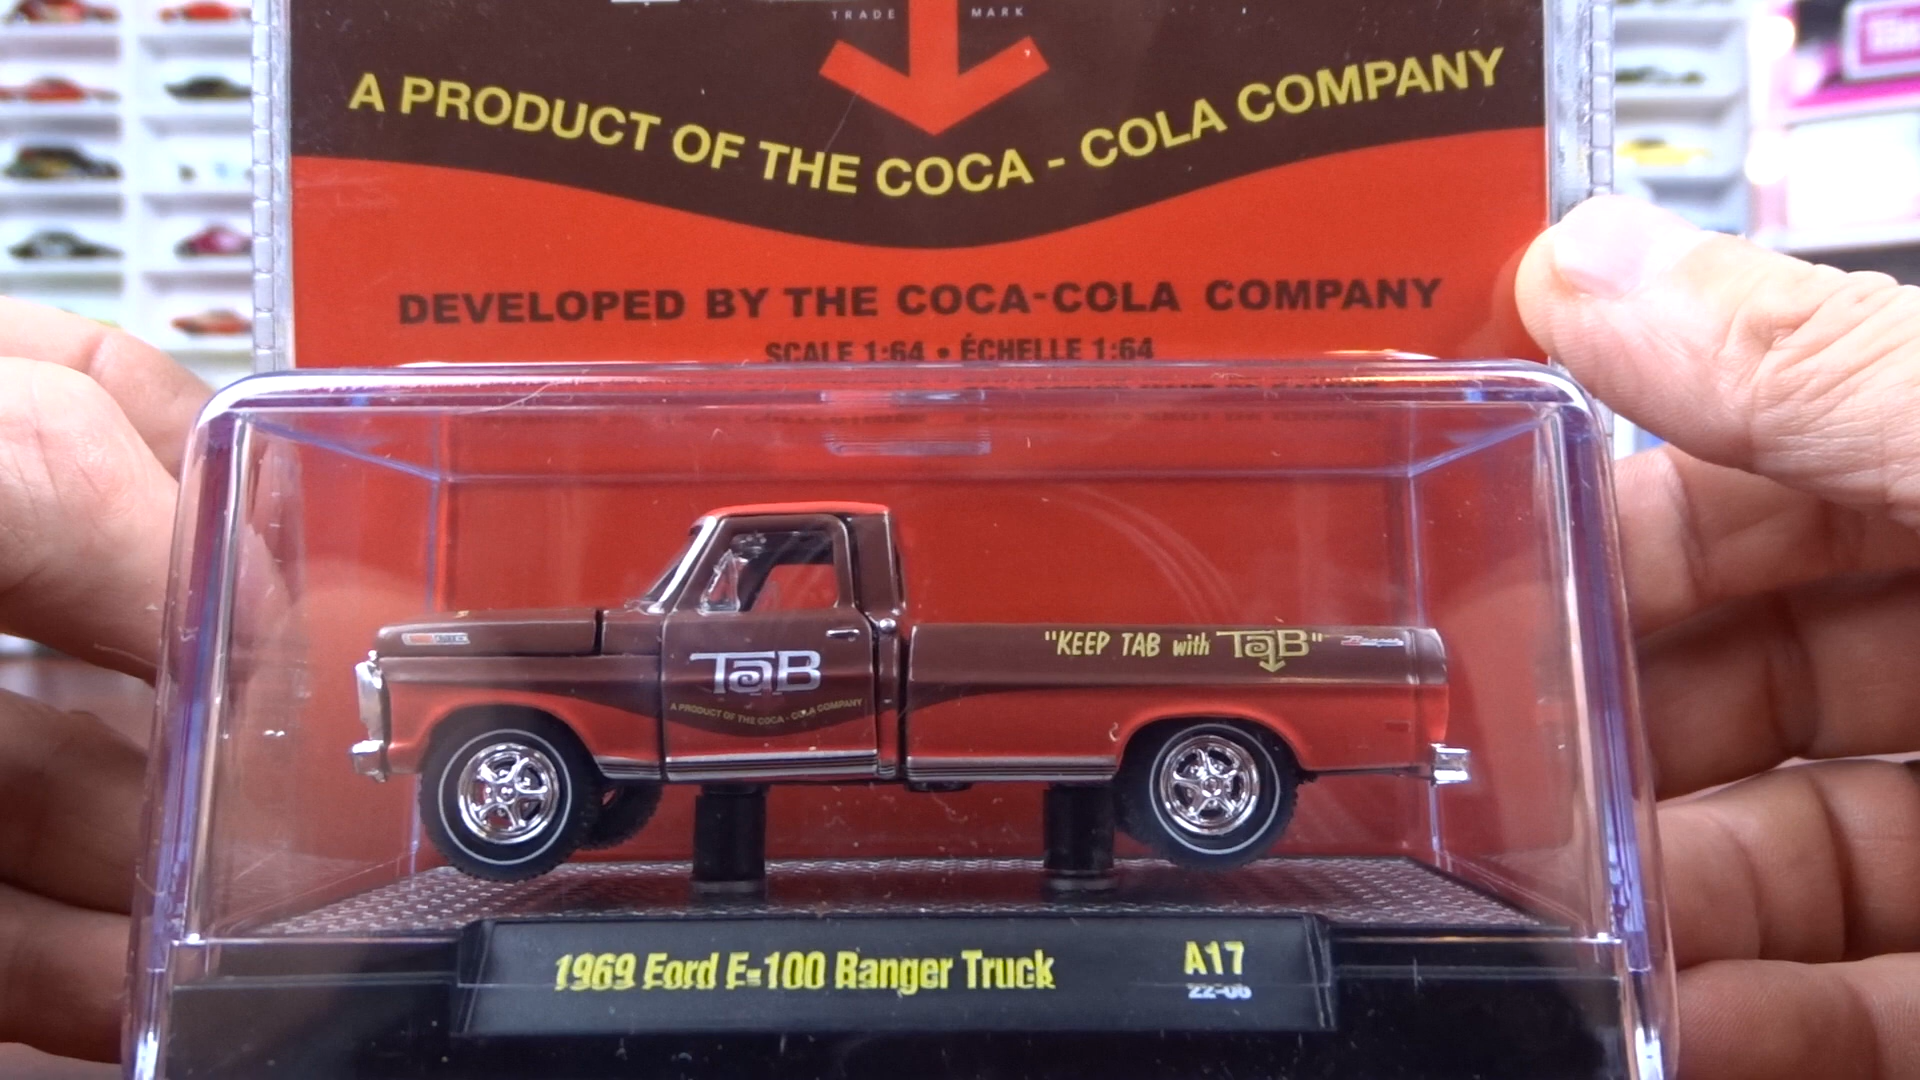 TRADE MARK
A PRODUCT OF THE COCA - COLA COMPANY
DEVELOPED BY THE COCA-COLA COMPANY
SCALE 1:64 • ÉCHELLE 1:64
"KEEP TAB with TaB"
Ranger
TaB
A PRODUCT OF THE COCA - COLA COMPANY
1969 Ford F-100 Ranger Truck
A17
22-06